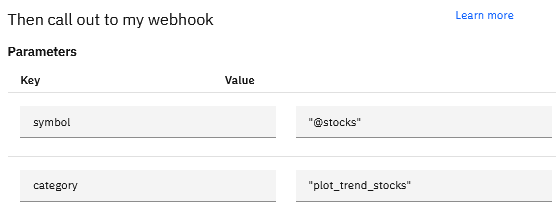 Then call out to my webhook
Learn more
Parameters
Key Value
symbol "@stocks"
category "plot_trend_stocks"